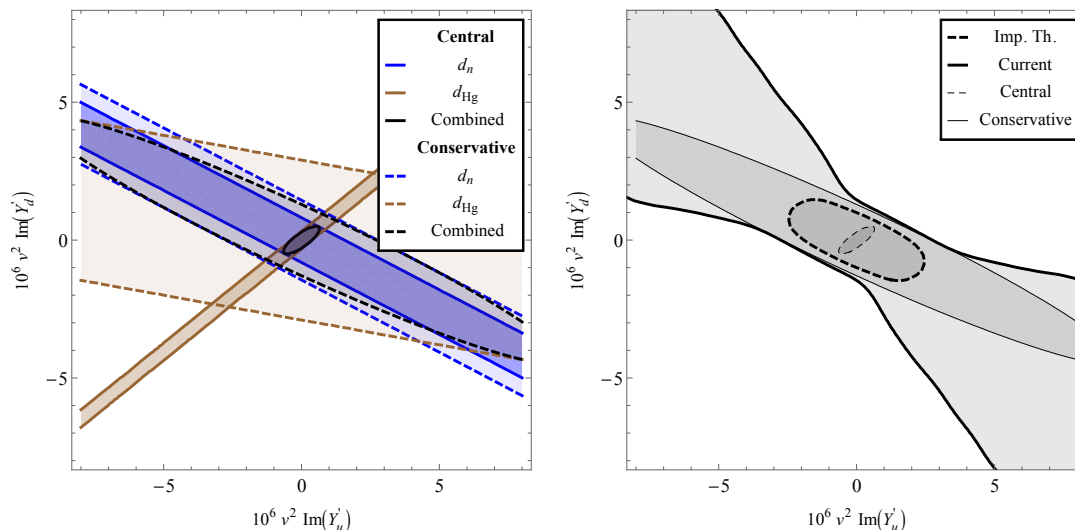 Central
d_n
d_Hg
Combined
Conservative
d_n
d_Hg
Combined
5
0
−5
−5
0
5
10^6 v^2 Im(Y'_d)
10^6 v^2 Im(Y'_u)
Imp. Th.
Current
Central
Conservative
5
0
−5
−5
0
5
10^6 v^2 Im(Y'_d)
10^6 v^2 Im(Y'_u)